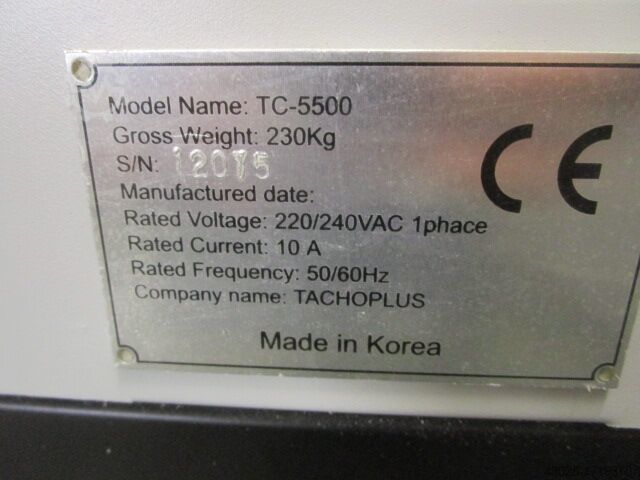 Model Name: TC-5500
Gross Weight: 230Kg
S/N: 12075
Manufactured date:
Rated Voltage: 220/240VAC 1phace
Rated Current: 10 A
Rated Frequency: 50/60Hz
Company name: TACHOPLUS
Made in Korea
CE